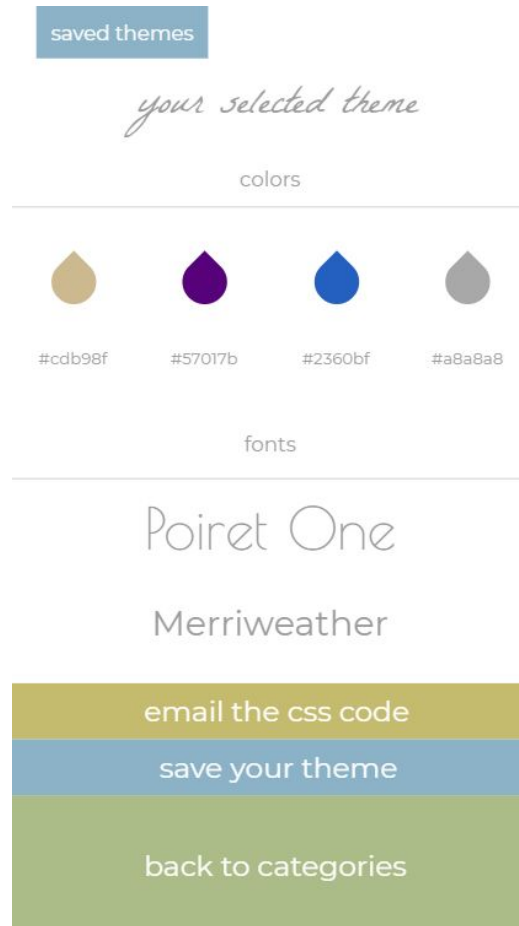 saved themes
your selected theme
colors
#cdb98f #57017b #2360bf #a8a8a8
fonts
Poiret One
Merriweather
email the css code
save your theme
back to categories